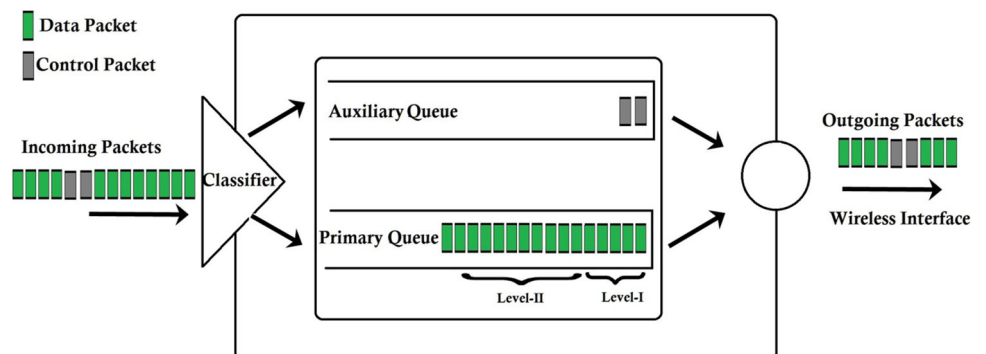 Data Packet
Control Packet
Incoming Packets
Classifier
Auxiliary Queue
Primary Queue
Level-II
Level-I
Outgoing Packets
Wireless Interface